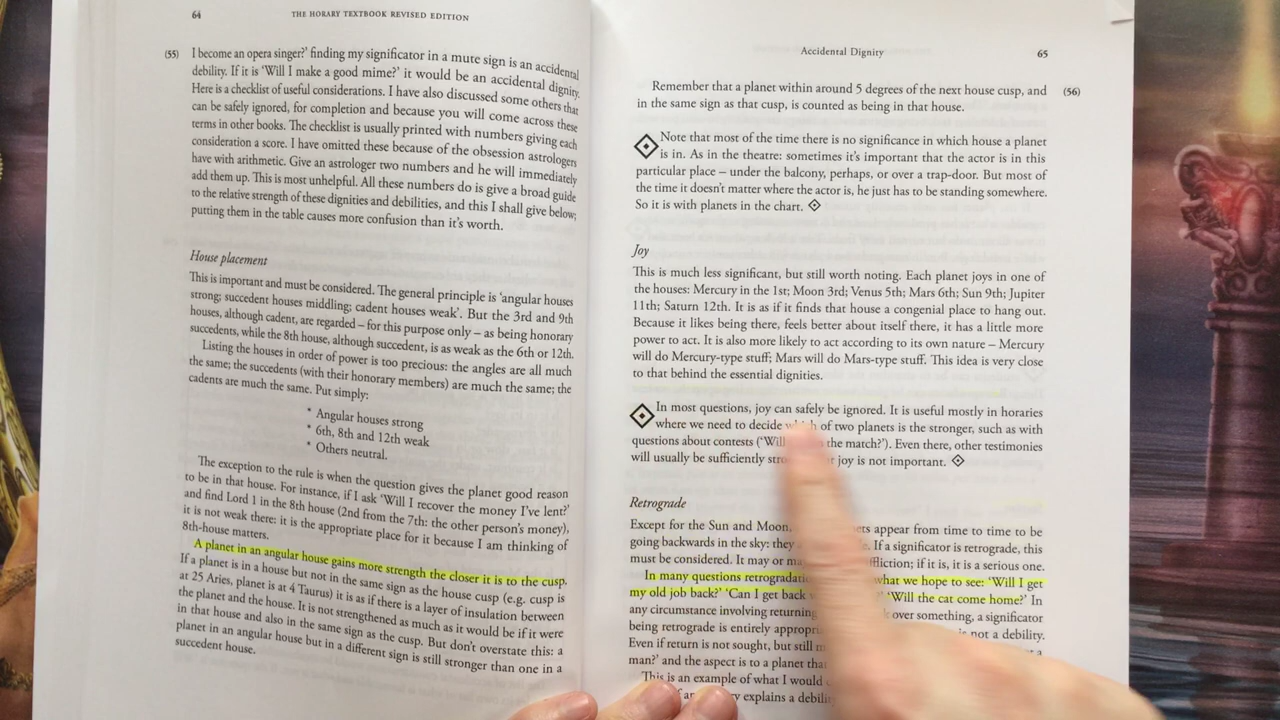 64
THE HORARY TEXTBOOK REVISED EDITION
(55) I become an opera singer?' finding my significator in a mute sign is an accidental
debility. If it is 'Will I make a good mime?' it would be an accidental dignity.
Here is a checklist of useful considerations. I have also discussed some others that
can be safely ignored, for completion and because you will come across these
terms in other books. The checklist is usually printed with numbers giving each
consideration a score. I have omitted these because of the obsession astrologers
have with arithmetic. Give an astrologer two numbers and he will immediately
add them up. This is most unhelpful. All these numbers do is give a broad guide
to the relative strength of these dignities and debilities, and this I shall give below;
putting them in the table causes more confusion than it's worth.
House placement
This is important and must be considered. The general principle is 'angular houses
strong; succedent houses middling; cadent houses weak'. But the 3rd and 9th
houses, although cadent, are regarded – for this purpose only – as being honorary
succedents, while the 8th house, although succedent, is as weak as the 6th or 12th.
Listing the houses in order of power is too precious: the angles are all much
the same; the succedents (with their honorary members) are much the same; the
cadents are much the same. Put simply:
* Angular houses strong
* 6th, 8th and 12th weak
* Others neutral.
The exception to the rule is when the question gives the planet good reason
to be in that house. For instance, if I ask 'Will I recover the money I've lent?'
and find Lord 1 in the 8th house (2nd from the 7th: the other person's money),
it is not weak there: it is the appropriate place for it because I am thinking of
8th-house matters.
A planet in an angular house gains more strength the closer it is to the cusp.
If a planet is in a house but not in the same sign as the house cusp (e.g. cusp is
at 25 Aries, planet is at 4 Taurus) it is as if there is a layer of insulation between
the planet and the house. It is not strengthened as much as it would be if it were
in that house and also in the same sign as the cusp. But don't overstate this: a
planet in an angular house but in a different sign is still stronger than one in a
succedent house.
Accidental Dignity
65
Remember that a planet within around 5 degrees of the next house cusp, and (56)
in the same sign as that cusp, is counted as being in that house.
Note that most of the time there is no significance in which house a planet
is in. As in the theatre: sometimes it's important that the actor is in this
particular place – under the balcony, perhaps, or over a trap-door. But most of
the time it doesn't matter where the actor is, he just has to be standing somewhere.
So it is with planets in the chart.
Joy
This is much less significant, but still worth noting. Each planet joys in one of
the houses: Mercury in the 1st; Moon 3rd; Venus 5th; Mars 6th; Sun 9th; Jupiter
11th; Saturn 12th. It is as if it finds that house a congenial place to hang out.
Because it likes being there, feels better about itself there, it has a little more
power to act. It is also more likely to act according to its own nature – Mercury
will do Mercury-type stuff; Mars will do Mars-type stuff. This idea is very close
to that behind the essential dignities.
In most questions, joy can safely be ignored. It is useful mostly in horaries
where we need to decide which of two planets is the stronger, such as with
questions about contests ('Will the match?'). Even there, other testimonies
will usually be sufficiently joy is not important.
Retrograde
Except for the Sun and Moon, appear from time to time to be
going backwards in the sky: they If a significator is retrograde, this
must be considered. It may or if it is, it is a serious one.
In many questions what we hope to see: 'Will I get
my old job back?' 'Can I get back 'Will the cat come home?' In
any circumstance involving returning over something, a significator
being retrograde is entirely is not a debility.
Even if return is not sought, but still
man?' and the aspect is to a planet
This is an example of what I would
explains a